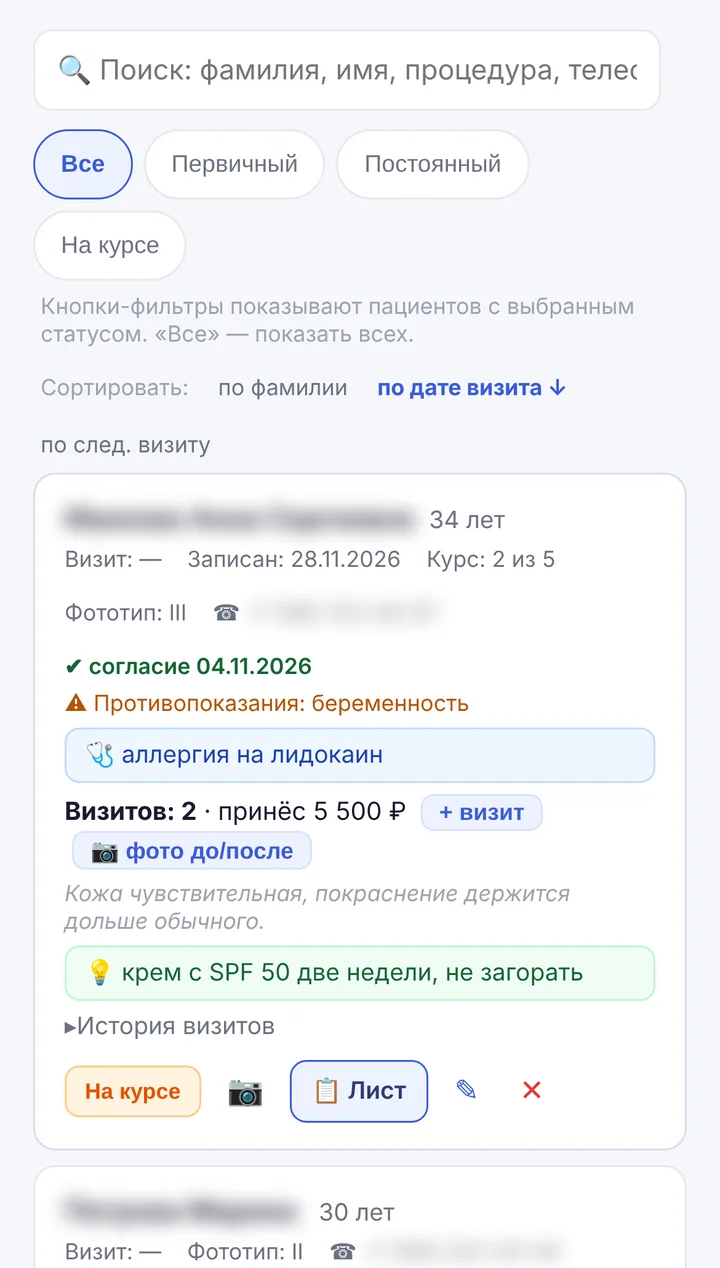 🔍 Поиск: фамилия, имя, процедура, телес
Все Первичный Постоянный
На курсе
Кнопки-фильтры показывают пациентов с выбранным
статусом. «Все» — показать всех.
Сортировать: по фамилии по дате визита ↓
по след. визиту
34 лет
Визит: — Записан: 28.11.2026 Курс: 2 из 5
Фототип: III ☎
✔ согласие 04.11.2026
⚠ Противопоказания: беременность
🩺 аллергия на лидокаин
Визитов: 2 · принёс 5 500 ₽ + визит
📷 фото до/после
Кожа чувствительная, покраснение держится
дольше обычного.
💡 крем с SPF 50 две недели, не загорать
▸История визитов
На курсе 📷 📋 Лист ✎ ✕
30 лет
Визит: — Фототип: II ☎